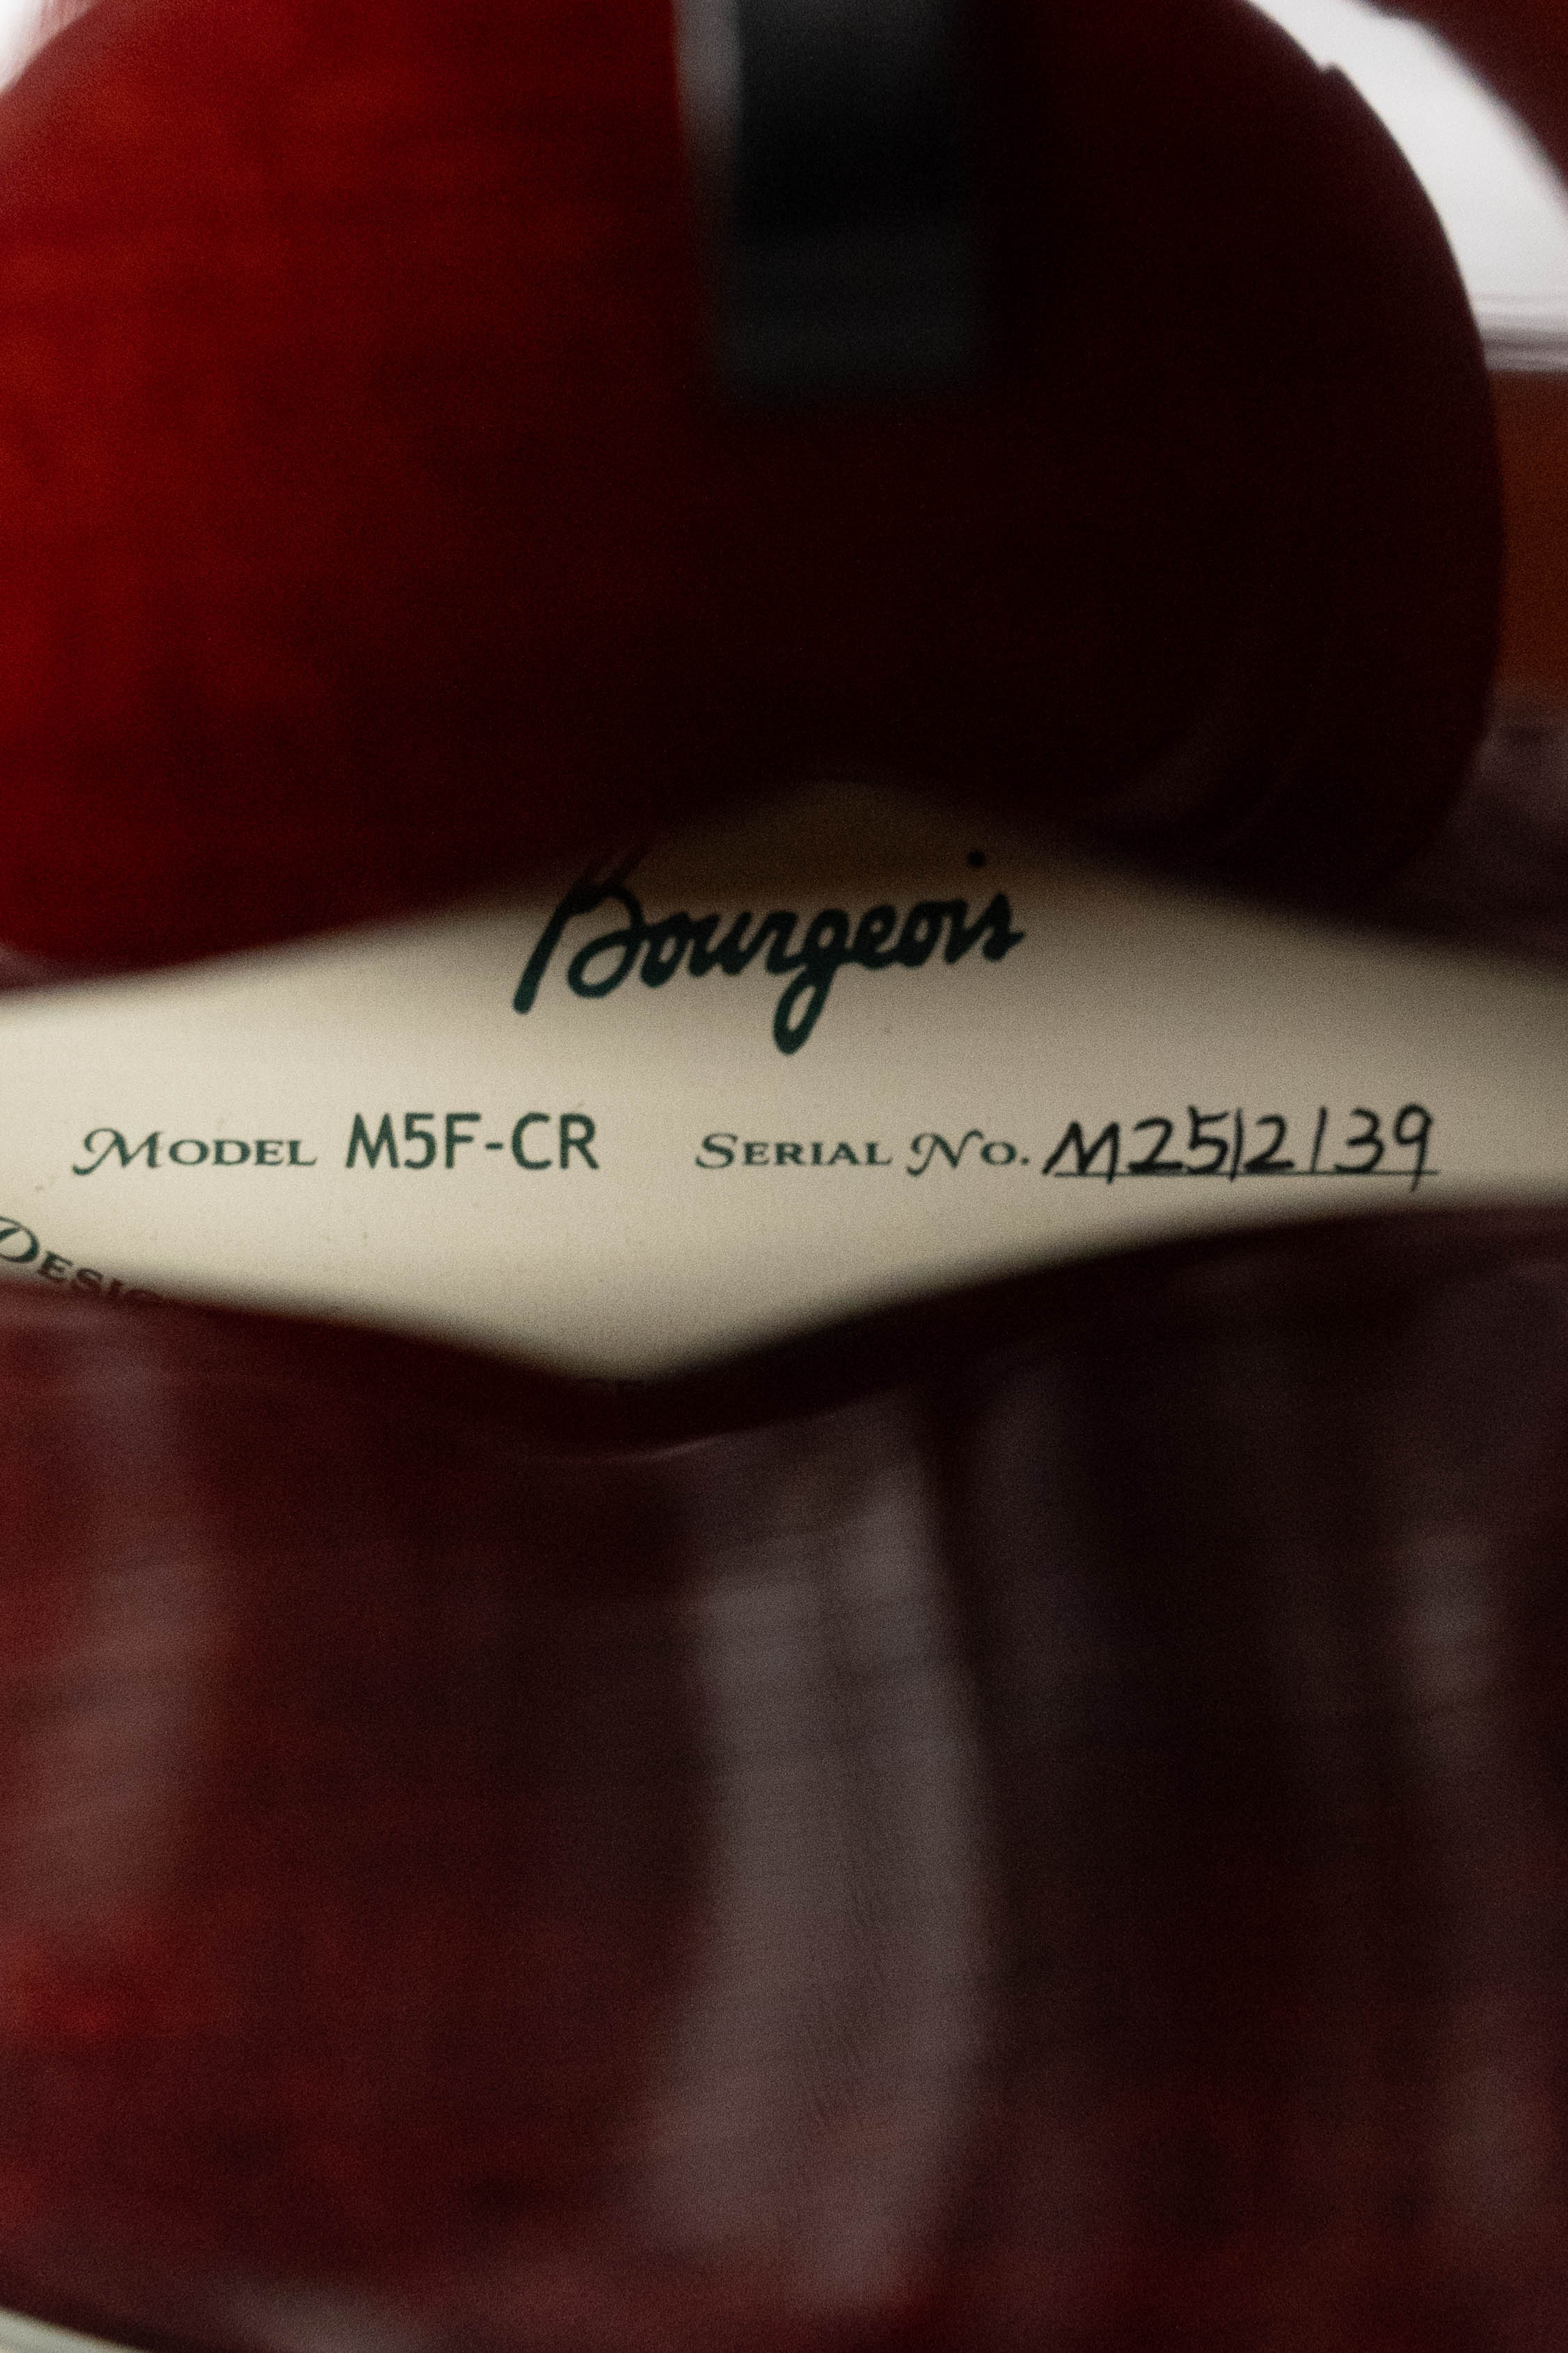 Bourgeois
Model M5F-CR Serial No. M2512139